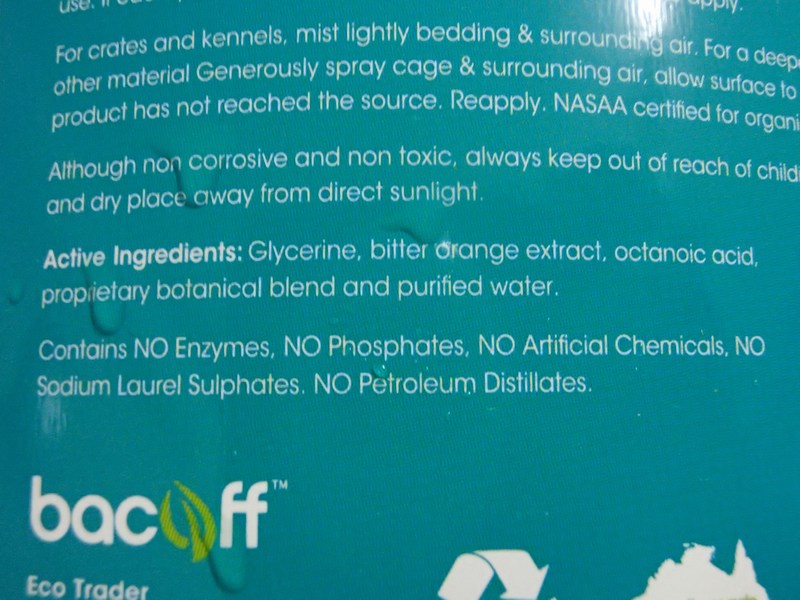 use.
For crates and kennels, mist lightly bedding & surrounding air. For a deep
other material Generously spray cage & surrounding air, allow surface to
product has not reached the source. Reapply. NASAA certified for organi
Although non corrosive and non toxic, always keep out of reach of child
and dry place away from direct sunlight.
Active Ingredients: Glycerine, bitter orange extract, octanoic acid,
proprietary botanical blend and purified water.
Contains NO Enzymes, NO Phosphates, NO Artificial Chemicals, NO
Sodium Laurel Sulphates. NO Petroleum Distillates.
bacoff™
Eco Trader